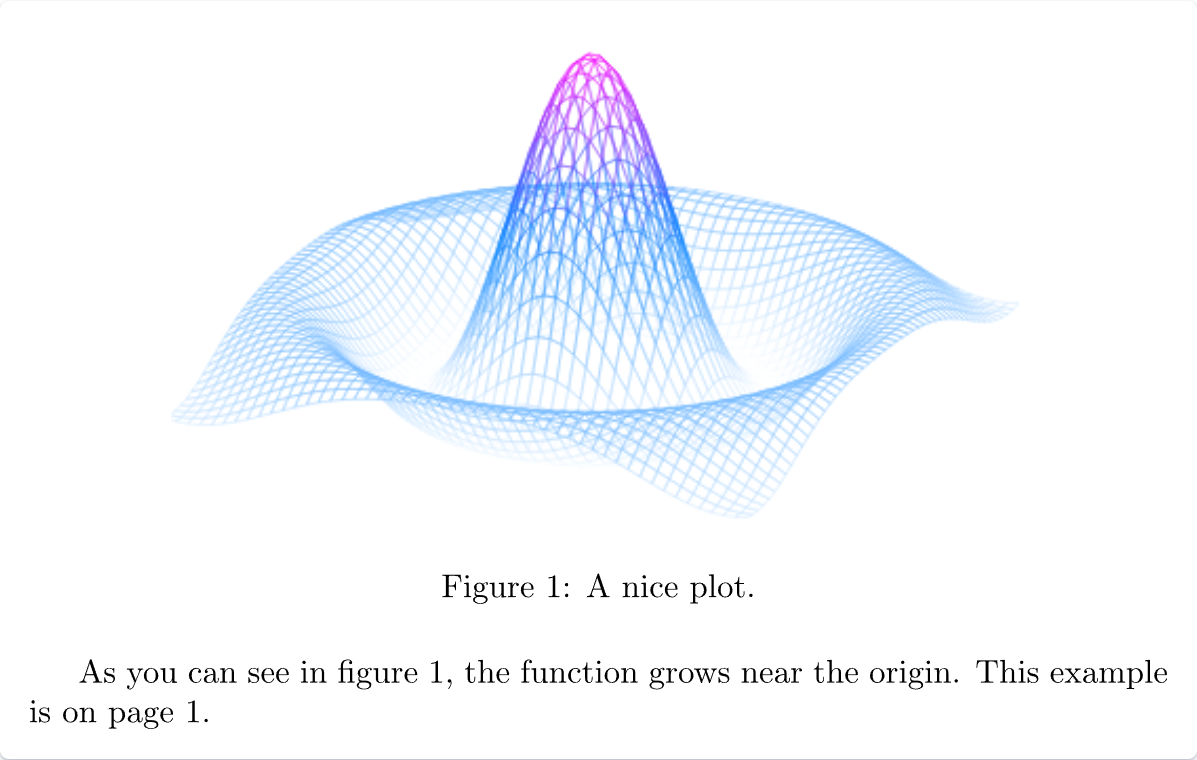 Figure 1: A nice plot.
As you can see in figure 1, the function grows near the origin. This example
is on page 1.